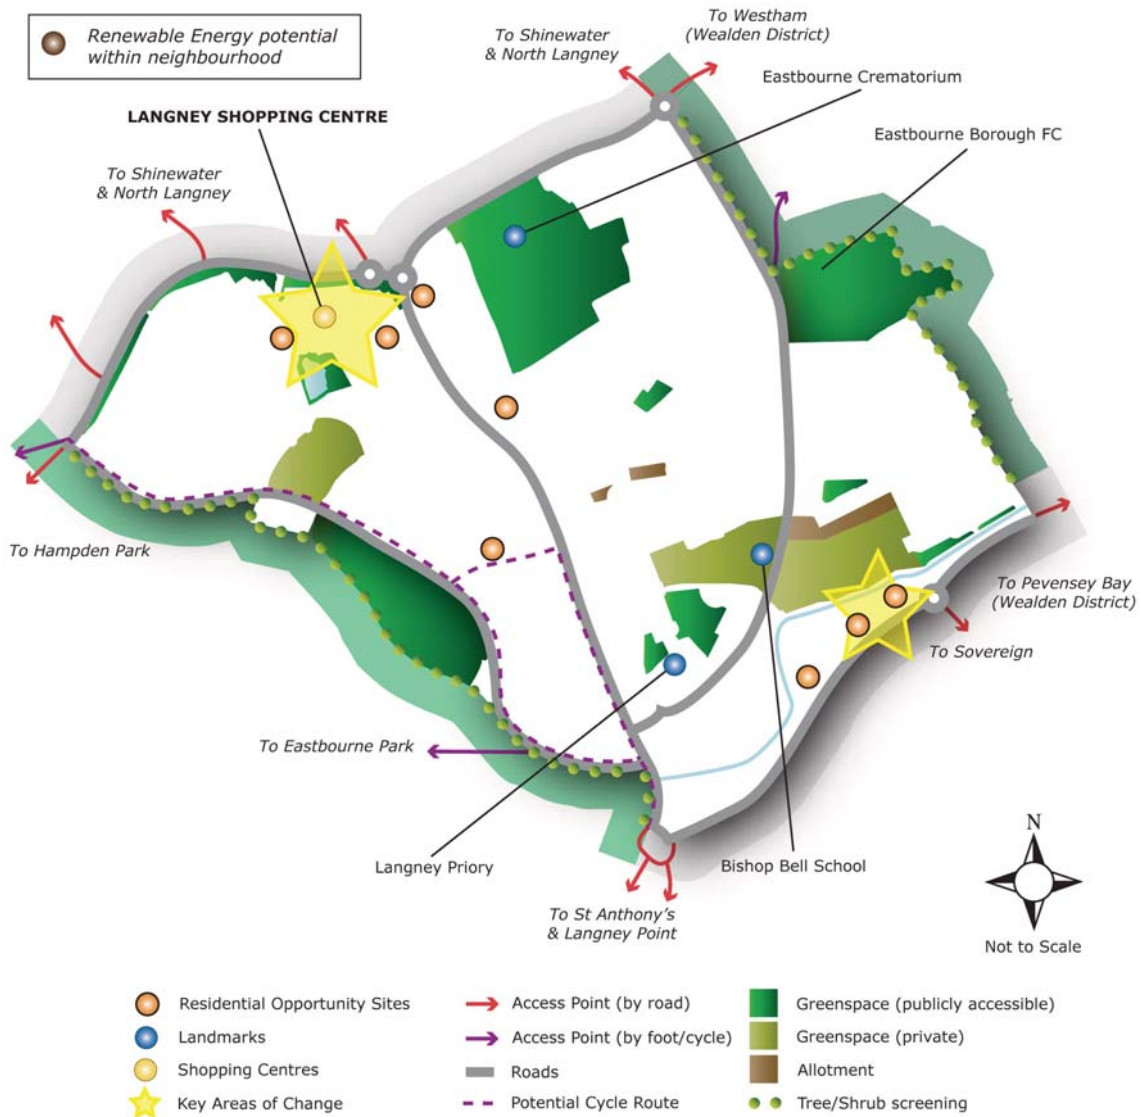 Renewable Energy potential
within neighbourhood
To Westham
(Wealden District)
To Shinewater
& North Langney
Eastbourne Crematorium
LANGNEY SHOPPING CENTRE
Eastbourne Borough FC
To Shinewater
& North Langney
To Hampden Park
To Pevensey Bay
(Wealden District)
To Sovereign
To Eastbourne Park
Langney Priory
Bishop Bell School
To St Anthony's
& Langney Point
N
Not to Scale
Residential Opportunity Sites
Landmarks
Shopping Centres
Key Areas of Change
Access Point (by road)
Access Point (by foot/cycle)
Roads
Potential Cycle Route
Greenspace (publicly accessible)
Greenspace (private)
Allotment
Tree/Shrub screening